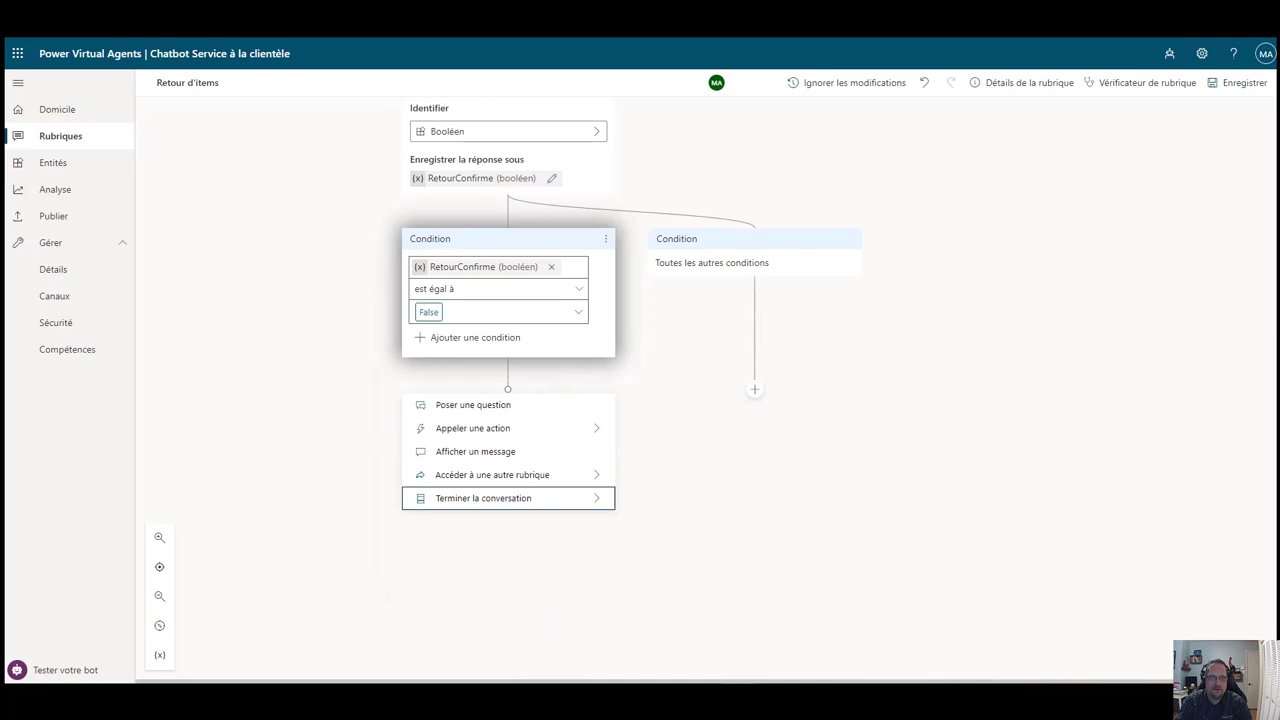 Power Virtual Agents | Chatbot Service à la clientèle
MA
Retour d'items
MA
Ignorer les modifications
Détails de la rubrique
Vérificateur de rubrique
Enregistrer
Domicile
Rubriques
Entités
Analyse
Publier
Gérer
Détails
Canaux
Sécurité
Compétences
Identifier
Booléen
Enregistrer la réponse sous
{x} RetourConfirme (booléen)
Condition
{x} RetourConfirme (booléen)
est égal à
False
Ajouter une condition
Condition
Toutes les autres conditions
Poser une question
Appeler une action
Afficher un message
Accéder à une autre rubrique
Terminer la conversation
{x}
Tester votre bot